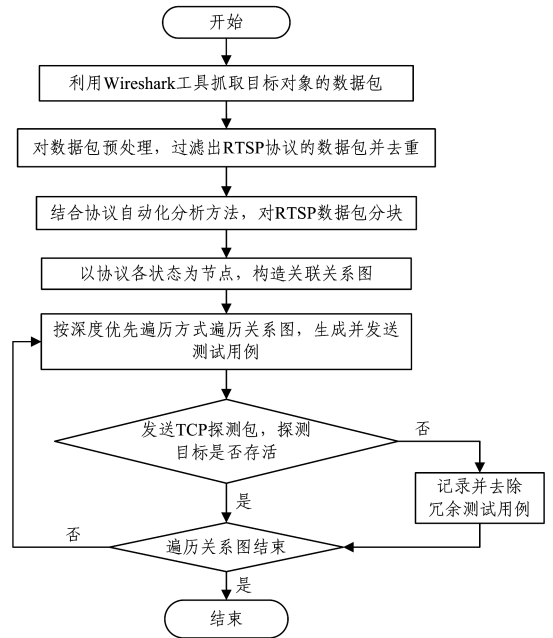 开始
利用Wireshark工具抓取目标对象的数据包
对数据包预处理，过滤出RTSP协议的数据包并去重
结合协议自动化分析方法，对RTSP数据包分块
以协议各状态为节点，构造关联关系图
按深度优先遍历方式遍历关系图，生成并发送
测试用例
发送TCP探测包，探测
目标是否存活
否
记录并去除
冗余测试用例
是
否
遍历关系图结束
是
结束